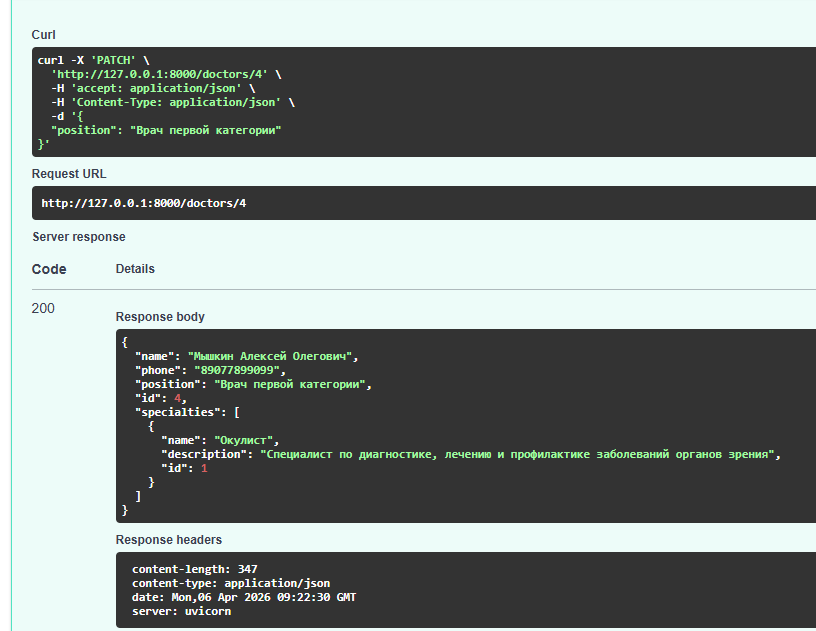 Curl
curl -X 'PATCH' \
  'http://127.0.0.1:8000/doctors/4' \
  -H 'accept: application/json' \
  -H 'Content-Type: application/json' \
  -d '{
  "position": "Врач первой категории"
}'
Request URL
http://127.0.0.1:8000/doctors/4
Server response
Code Details
200
Response body
{
  "name": "Мышкин Алексей Олегович",
  "phone": "89077899099",
  "position": "Врач первой категории",
  "id": 4,
  "specialties": [
    {
      "name": "Окулист",
      "description": "Специалист по диагностике, лечению и профилактике заболеваний органов зрения",
      "id": 1
    }
  ]
}
Response headers
content-length: 347
content-type: application/json
date: Mon,06 Apr 2026 09:22:30 GMT
server: uvicorn